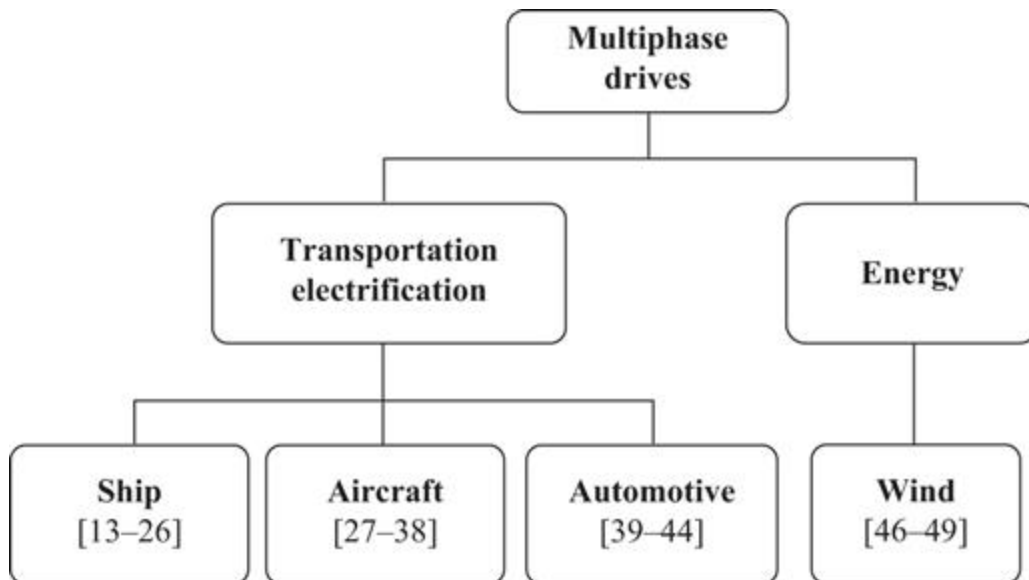 Multiphase
drives
Transportation
electrification
Energy
Ship
[13–26]
Aircraft
[27–38]
Automotive
[39–44]
Wind
[46–49]